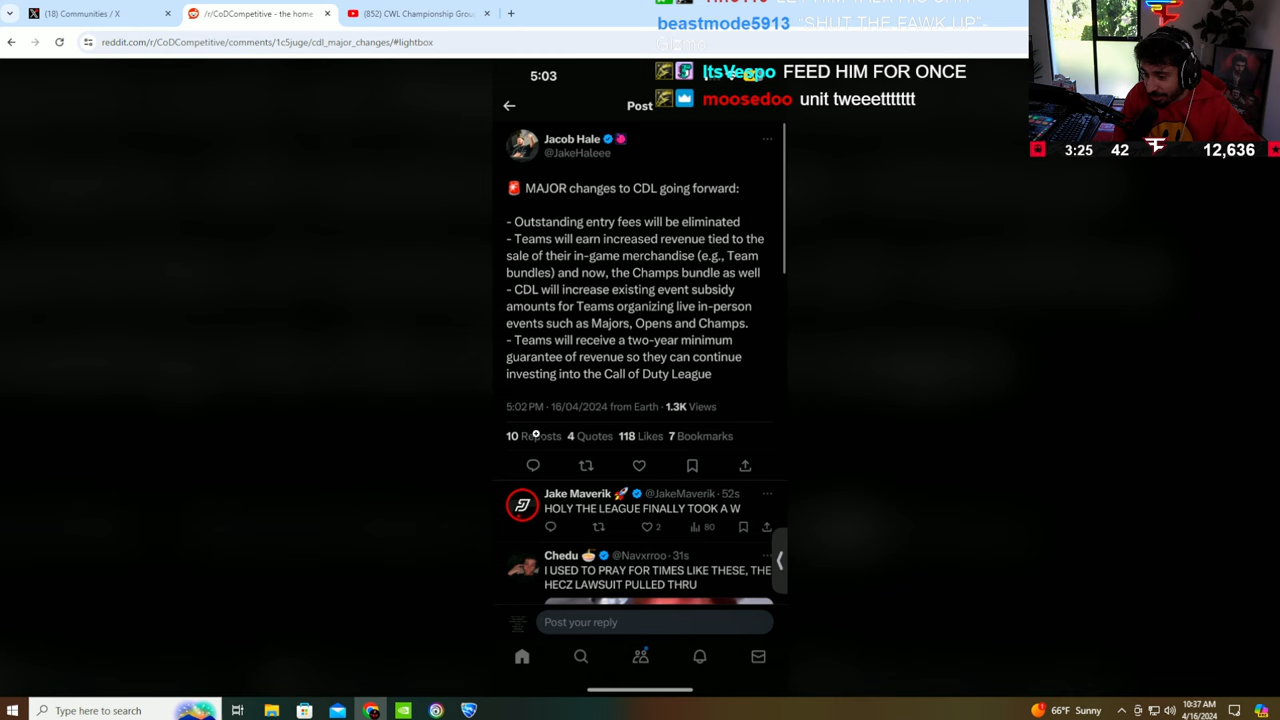 (18) Communities / X
/r/CoDCompetitive - the home
(852) CWL Championship
reddit.com/r/CoDCompetitive/comments/1c5juge/cdl_major_changes/#lightbox
beastmode5913 "SHUT THE FAWK UP"-
Gizmo
ItsVespo FEED HIM FOR ONCE
moosedoo unit tweeettttttt
3:25 42 12,636
5:03
Post
Jacob Hale
@JakeHaleee
🚨 MAJOR changes to CDL going forward:
- Outstanding entry fees will be eliminated
- Teams will earn increased revenue tied to the
sale of their in-game merchandise (e.g., Team
bundles) and now, the Champs bundle as well
- CDL will increase existing event subsidy
amounts for Teams organizing live in-person
events such as Majors, Opens and Champs.
- Teams will receive a two-year minimum
guarantee of revenue so they can continue
investing into the Call of Duty League
5:02 PM · 16/04/2024 from Earth · 1.3K Views
10 Reposts 4 Quotes 118 Likes 7 Bookmarks
Jake Maverik 🚀 @JakeMaverik · 52s
HOLY THE LEAGUE FINALLY TOOK A W
2 80
Chedu 🍜 @Navxrroo · 31s
I USED TO PRAY FOR TIMES LIKE THESE, THE
HECZ LAWSUIT PULLED THRU
Post your reply
Type here to search
66°F Sunny
10:37 AM
4/16/2024